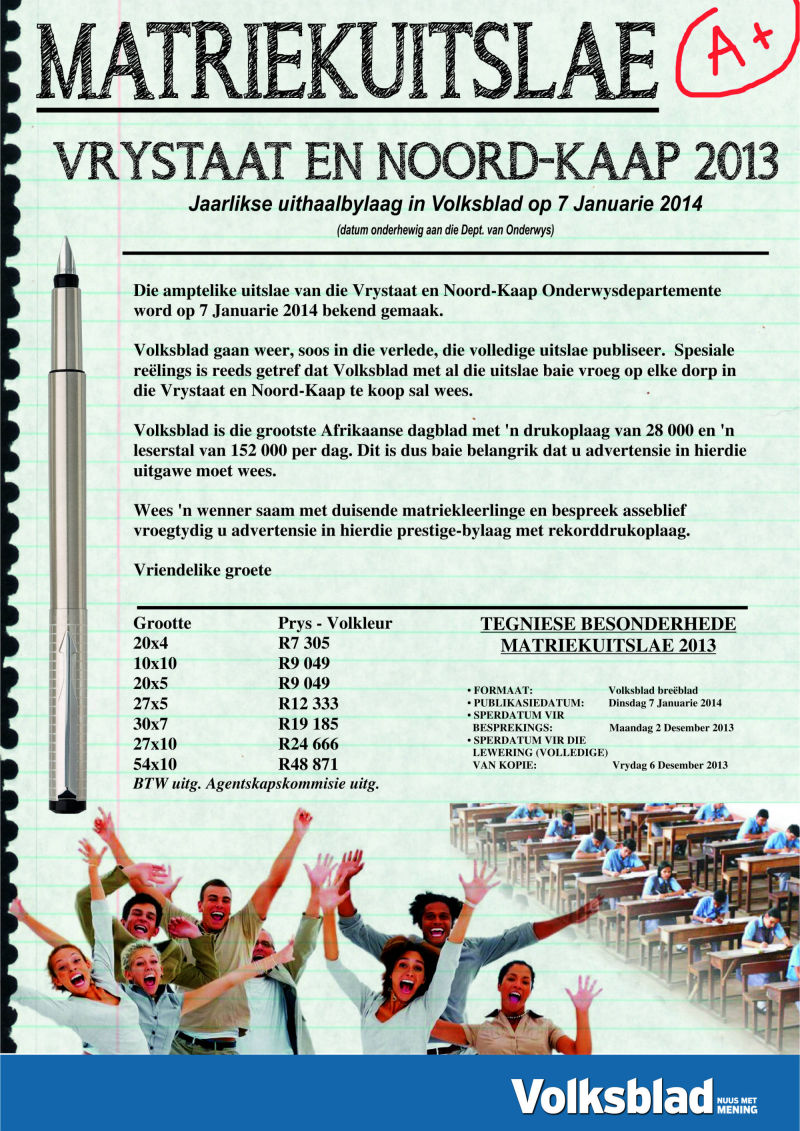 MATRIEKUITSLAE
A+
VRYSTAAT EN NOORD-KAAP 2013
Jaarlikse uithaalbylaag in Volksblad op 7 Januarie 2014
(datum onderhewig aan die Dept. van Onderwys)
Die amptelike uitslae van die Vrystaat en Noord-Kaap Onderwysdepartemente
word op 7 Januarie 2014 bekend gemaak.
Volksblad gaan weer, soos in die verlede, die volledige uitslae publiseer. Spesiale
reëlings is reeds getref dat Volksblad met al die uitslae baie vroeg op elke dorp in
die Vrystaat en Noord-Kaap te koop sal wees.
Volksblad is die grootste Afrikaanse dagblad met 'n drukoplaag van 28 000 en 'n
leserstal van 152 000 per dag. Dit is dus baie belangrik dat u advertensie in hierdie
uitgawe moet wees.
Wees 'n wenner saam met duisende matriekleerlinge en bespreek asseblief
vroegtydig u advertensie in hierdie prestige-bylaag met rekorddrukoplaag.
Vriendelike groete
Grootte Prys - Volkleur
20x4 R7 305
10x10 R9 049
20x5 R9 049
27x5 R12 333
30x7 R19 185
27x10 R24 666
54x10 R48 871
BTW uitg. Agentskapskommisie uitg.
TEGNIESE BESONDERHEDE
MATRIEKUITSLAE 2013
• FORMAAT: Volksblad breëblad
• PUBLIKASIEDATUM: Dinsdag 7 Januarie 2014
• SPERDATUM VIR
BESPREKINGS: Maandag 2 Desember 2013
• SPERDATUM VIR DIE
LEWERING (VOLLEDIGE)
VAN KOPIE: Vrydag 6 Desember 2013
Volksblad
NUUS MET
MENING